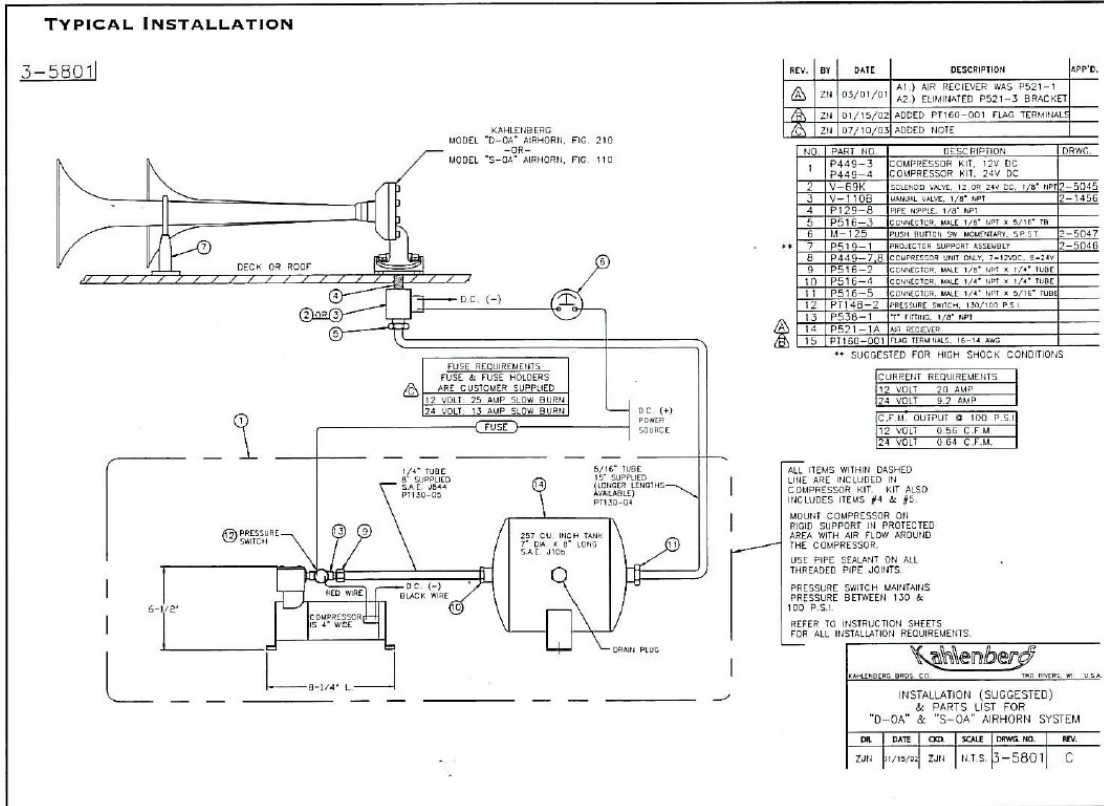 TYPICAL INSTALLATION
3-5801
KAHLENBERG
MODEL "D-0A" AIRHORN, FIG. 210
-OR-
MODEL "S-0A" AIRHORN, FIG. 110
7
DECK OR ROOF
4
2 OR 3
5
D.C. (-)
6
FUSE REQUIREMENTS
FUSE & FUSE HOLDERS
ARE CUSTOMER SUPPLIED
C
12 VOLT: 25 AMP SLOW BURN
24 VOLT: 13 AMP SLOW BURN
FUSE
D.C. (+)
POWER
SOURCE
1
1/4" TUBE
8' SUPPLIED
S.A.E. J844
PT130-05
5/16" TUBE
15' SUPPLIED
(LONGER LENGTHS
AVAILABLE)
PT130-04
14
12 PRESSURE
SWITCH
13
9
257 CU. INCH TANK
7" DIA. X 8" LONG
S.A.E. J10b
11
RED WIRE
D.C. (-)
BLACK WIRE
10
6-1/2"
COMPRESSOR
IS 4" WIDE
DRAIN PLUG
8-1/4" L.
REV. BY DATE DESCRIPTION APP'D.
A ZN 03/01/01 A1.) AIR RECIEVER WAS P521-1
A2.) ELIMINATED P521-3 BRACKET
B ZN 01/15/02 ADDED PT160-001 FLAG TERMINALS
C ZN 07/10/03 ADDED NOTE
NO. PART NO. DESCRIPTION DRWG.
1 P449-3 COMPRESSOR KIT, 12V DC
P449-4 COMPRESSOR KIT, 24V DC
2 V-69K SOLENOID VALVE, 12 OR 24V DC, 1/8" NPT 2-5045
3 V-110B MANUAL VALVE, 1/8" NPT 2-1456
4 P129-8 PIPE NIPPLE, 1/8" NPT
5 P516-3 CONNECTOR, MALE 1/8" NPT X 5/16" TB
6 M-125 PUSH BUTTON SW MOMENTARY, S.P.S.T. 2-5047
** 7 P519-1 PROJECTOR SUPPORT ASSEMBLY 2-5046
8 P449-7,8 COMPRESSOR UNIT ONLY, 7=12VDC, 8=24V
9 P516-2 CONNECTOR, MALE 1/8" NPT X 1/4" TUBE
10 P516-4 CONNECTOR, MALE 1/4" NPT X 1/4" TUBE
11 P516-5 CONNECTOR, MALE 1/4" NPT X 5/16" TUBE
12 PT148-2 PRESSURE SWITCH, 130/100 P.S.I.
13 P538-1 "T" FITTING, 1/8" NPT
A 14 P521-1A AIR RECIEVER
B 15 PT160-001 FLAG TERMINALS, 16-14 AWG
** SUGGESTED FOR HIGH SHOCK CONDITIONS
CURRENT REQUIREMENTS
12 VOLT 20 AMP
24 VOLT 9.2 AMP
C.F.M. OUTPUT @ 100 P.S.I.
12 VOLT 0.56 C.F.M.
24 VOLT 0.64 C.F.M.
ALL ITEMS WITHIN DASHED
LINE ARE INCLUDED IN
COMPRESSOR KIT. KIT ALSO
INCLUDES ITEMS #4 & #5.
MOUNT COMPRESSOR ON
RIGID SUPPORT IN PROTECTED
AREA WITH AIR FLOW AROUND
THE COMPRESSOR.
USE PIPE SEALANT ON ALL
THREADED PIPE JOINTS.
PRESSURE SWITCH MAINTAINS
PRESSURE BETWEEN 130 &
100 P.S.I.
REFER TO INSTRUCTION SHEETS
FOR ALL INSTALLATION REQUIREMENTS.
Kahlenberg
KAHLENBERG BROS. CO. TWO RIVERS, WI. U.S.A.
INSTALLATION (SUGGESTED)
& PARTS LIST FOR
"D-0A" & "S-0A" AIRHORN SYSTEM
DR. DATE CKD. SCALE DRWG. NO. REV.
ZJN 01/15/02 ZJN N.T.S. 3-5801 C